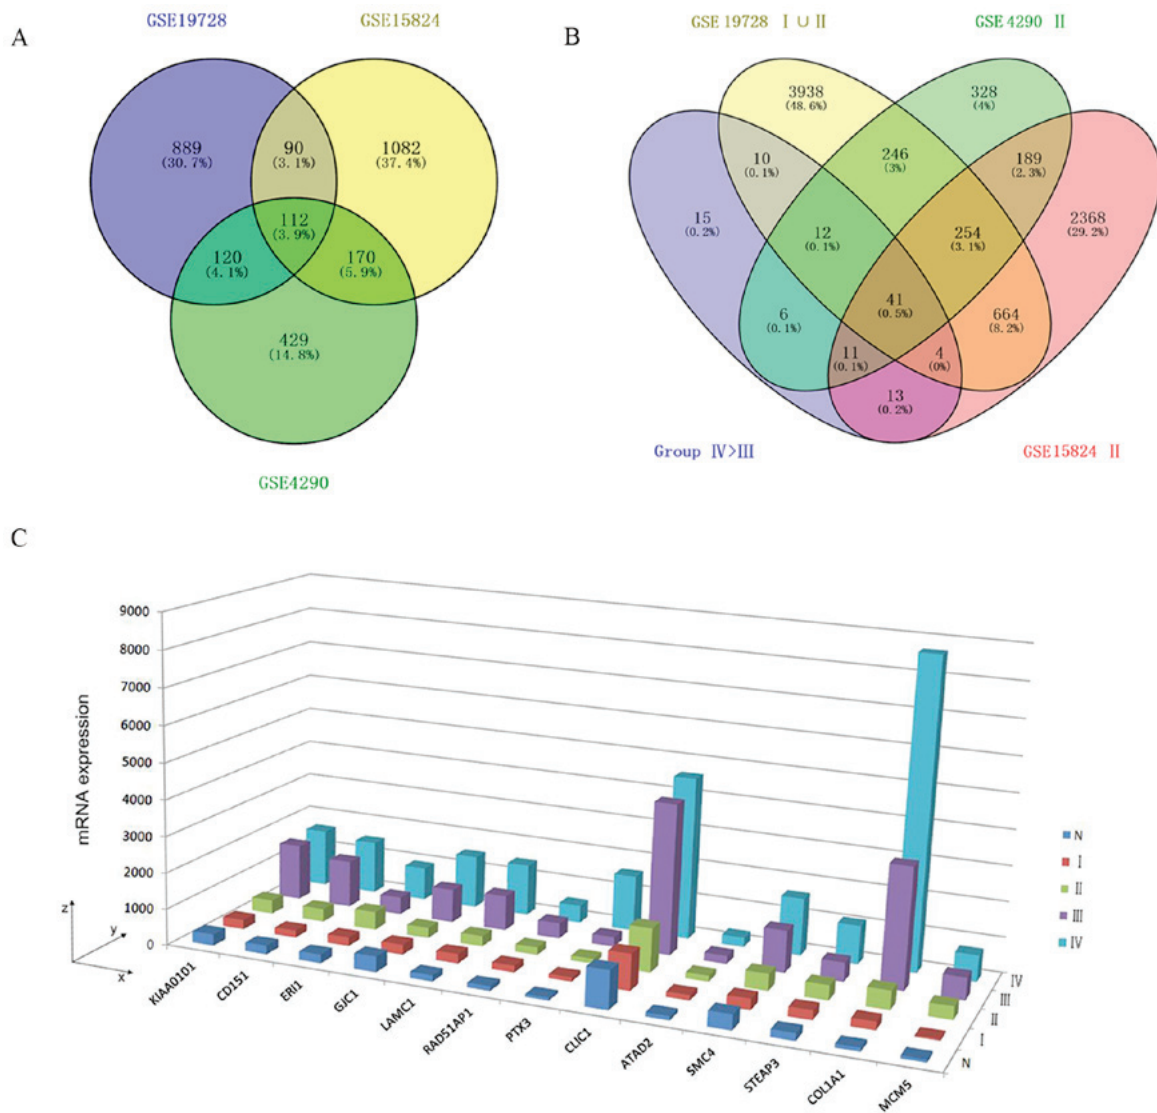 A
GSE19728
GSE15824
889
(30.7%)
90
(3.1%)
1082
(37.4%)
112
(3.9%)
120
(4.1%)
170
(5.9%)
429
(14.8%)
GSE4290
B
GSE 19728 Ⅰ ∪ Ⅱ
GSE 4290 Ⅱ
3938
(48.6%)
328
(4%)
10
(0.1%)
246
(3%)
189
(2.3%)
15
(0.2%)
12
(0.1%)
254
(3.1%)
2368
(29.2%)
6
(0.1%)
41
(0.5%)
664
(8.2%)
11
(0.1%)
4
(0%)
13
(0.2%)
Group Ⅳ>Ⅲ
GSE15824 Ⅱ
C
mRNA expression
9000
8000
7000
6000
5000
4000
3000
2000
1000
0
z
y
x
KIAA0101
CD151
ERI1
GJC1
LAMC1
RAD51AP1
PTX3
CLIC1
ATAD2
SMC4
STEAP3
COL1A1
MCM5
Ⅳ
Ⅲ
Ⅱ
Ⅰ
N
N
Ⅰ
Ⅱ
Ⅲ
Ⅳ